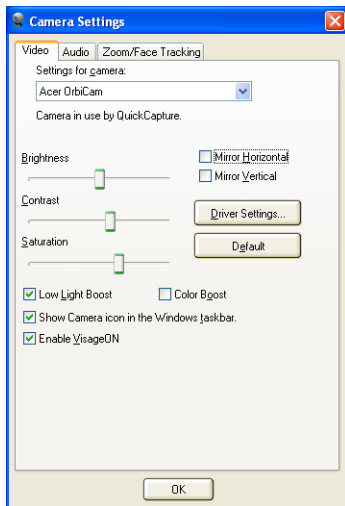 Camera Settings
Video Audio Zoom/Face Tracking
Settings for camera:
Acer OrbiCam
Camera in use by QuickCapture.
Brightness
Mirror Horizontal
Mirror Vertical
Contrast
Driver Settings...
Saturation
Default
Low Light Boost Color Boost
Show Camera icon in the Windows taskbar.
Enable VisageON
OK